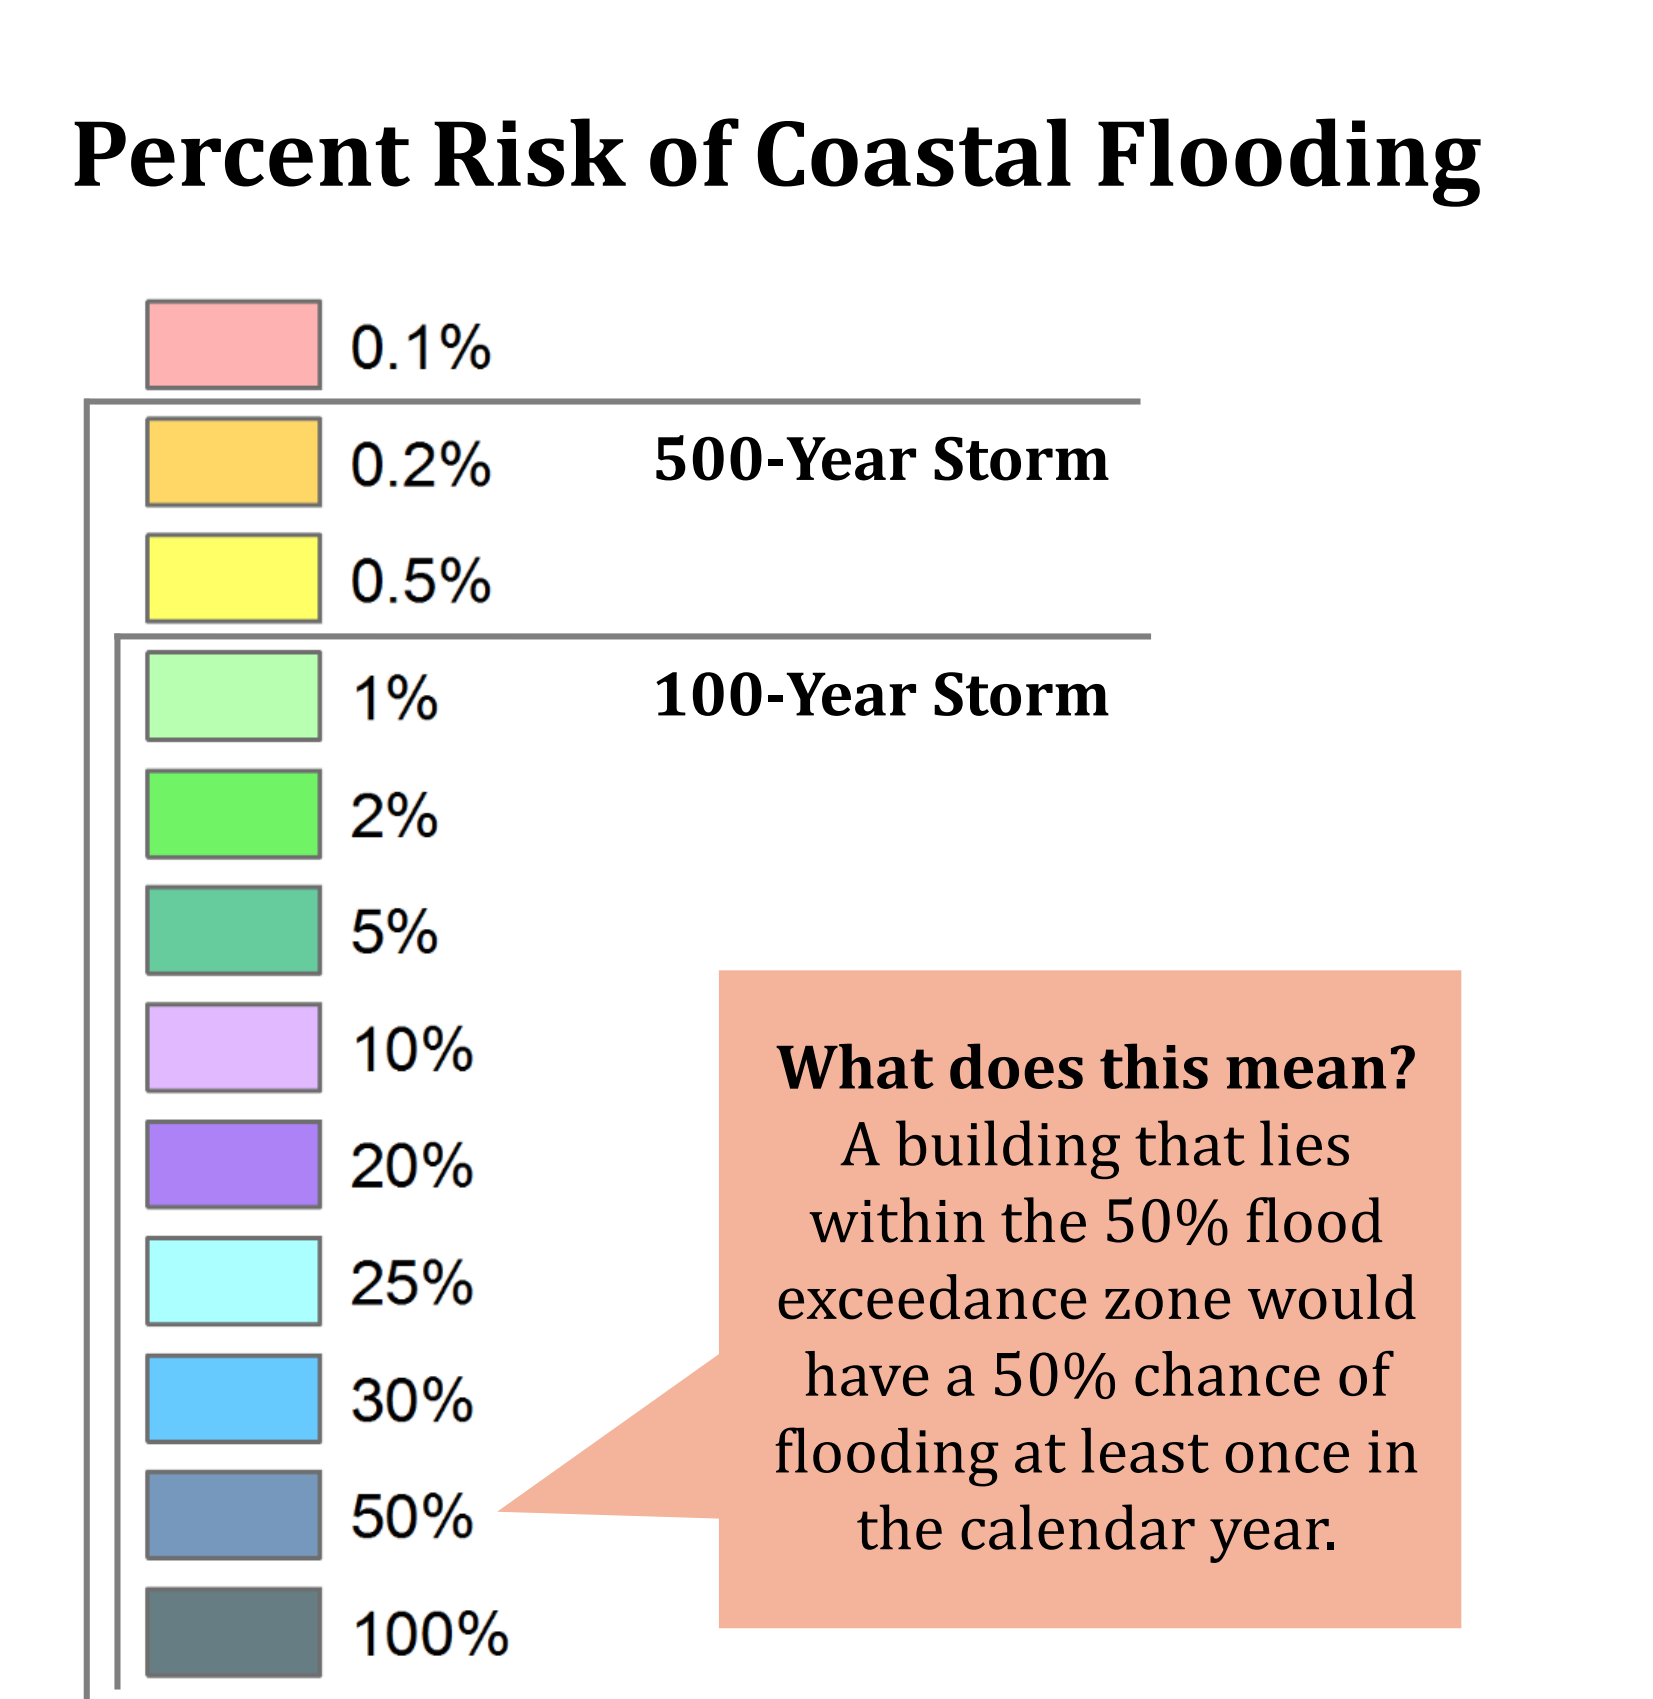 Percent Risk of Coastal Flooding
0.1%
0.2% 500-Year Storm
0.5%
1% 100-Year Storm
2%
5%
10%
20%
25%
30%
50%
100%
What does this mean?
A building that lies
within the 50% flood
exceedance zone would
have a 50% chance of
flooding at least once in
the calendar year.